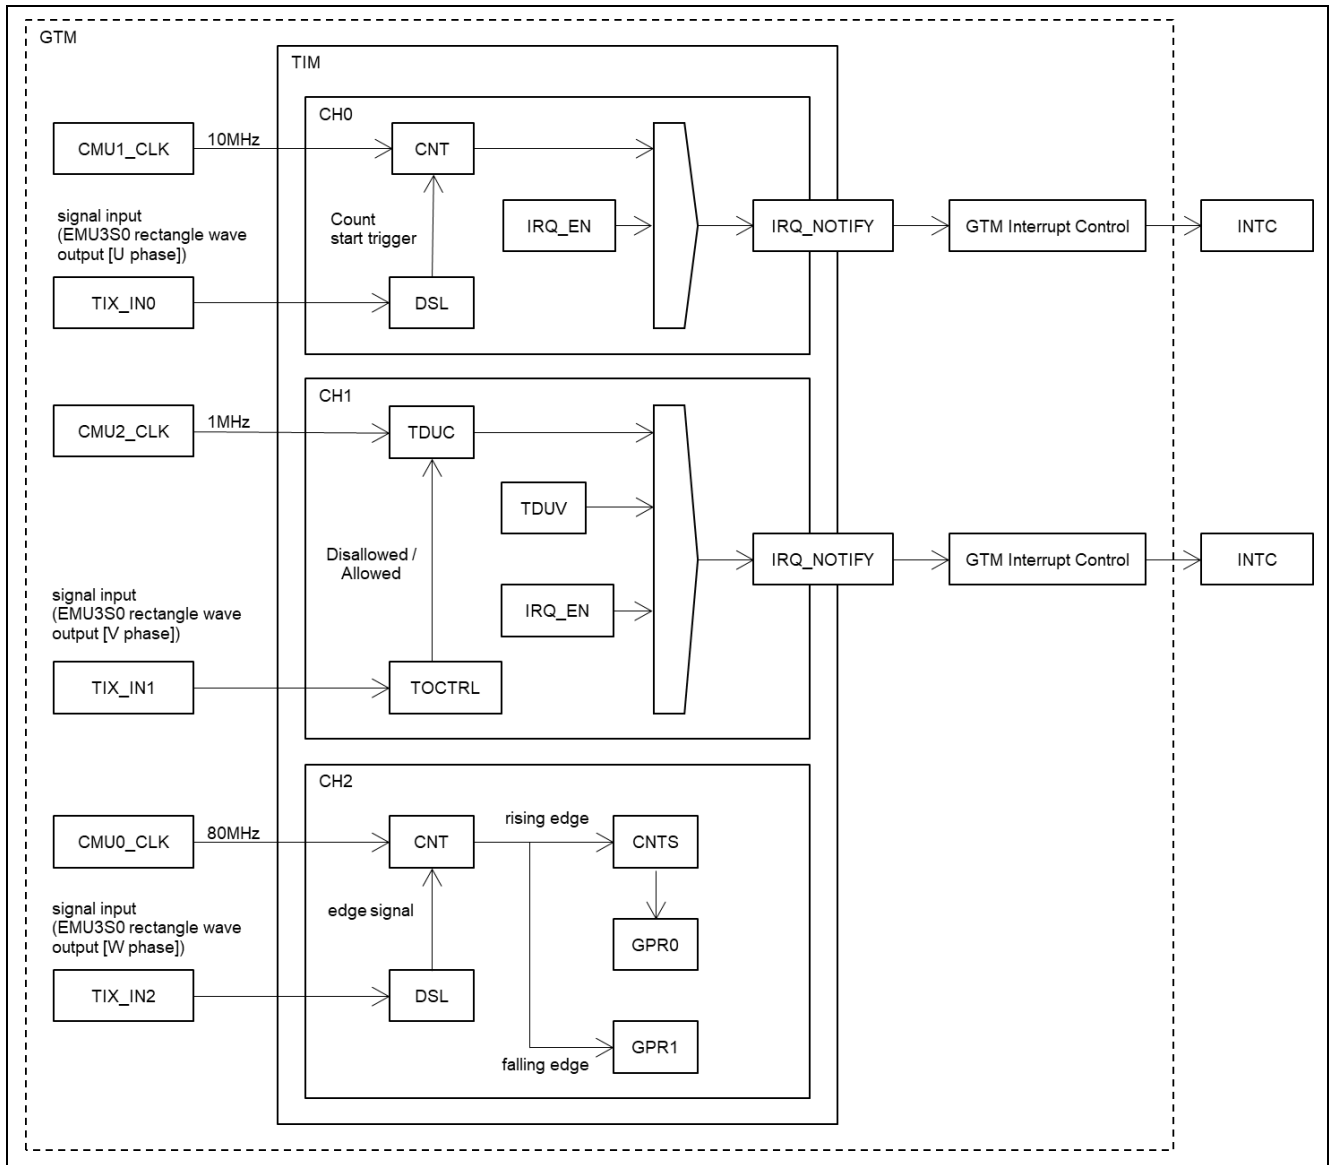 GTM
TIM
CH0
CMU1_CLK
10MHz
CNT
signal input
(EMU3S0 rectangle wave
output [U phase])
Count
start trigger
IRQ_EN
IRQ_NOTIFY
GTM Interrupt Control
INTC
TIX_IN0
DSL
CH1
CMU2_CLK
1MHz
TDUC
TDUV
Disallowed /
Allowed
IRQ_NOTIFY
GTM Interrupt Control
INTC
signal input
(EMU3S0 rectangle wave
output [V phase])
IRQ_EN
TIX_IN1
TOCTRL
CH2
CMU0_CLK
80MHz
CNT
rising edge
CNTS
signal input
(EMU3S0 rectangle wave
output [W phase])
edge signal
GPR0
TIX_IN2
DSL
GPR1
falling edge